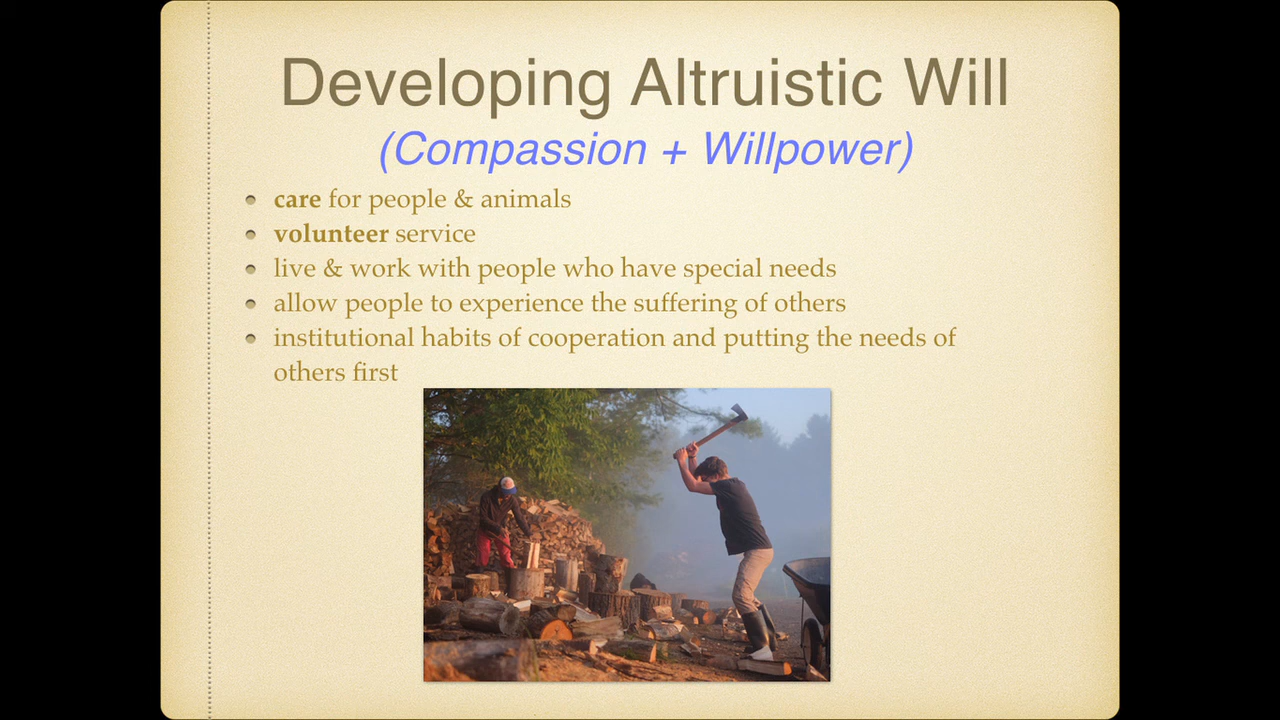 Developing Altruistic Will
(Compassion + Willpower)
care for people & animals
volunteer service
live & work with people who have special needs
allow people to experience the suffering of others
institutional habits of cooperation and putting the needs of
others first